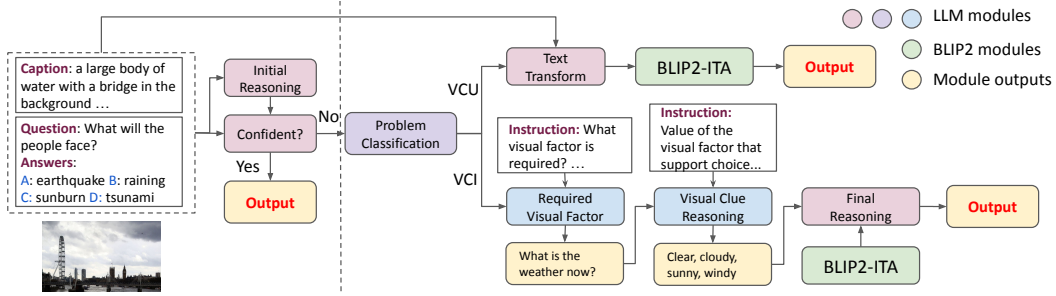 LLM modules
BLIP2 modules
Module outputs
Caption: a large body of
water with a bridge in the
background ...
Question: What will the
people face?
Answers:
A: earthquake B: raining
C: sunburn D: tsunami
Initial
Reasoning
Confident?
No
Yes
Output
Problem
Classification
VCU
VCI
Text
Transform
BLIP2-ITA
Output
Instruction: What
visual factor is
required? ...
Required
Visual Factor
What is the
weather now?
Instruction:
Value of the
visual factor that
support choice...
Visual Clue
Reasoning
Clear, cloudy,
sunny, windy
Final
Reasoning
BLIP2-ITA
Output